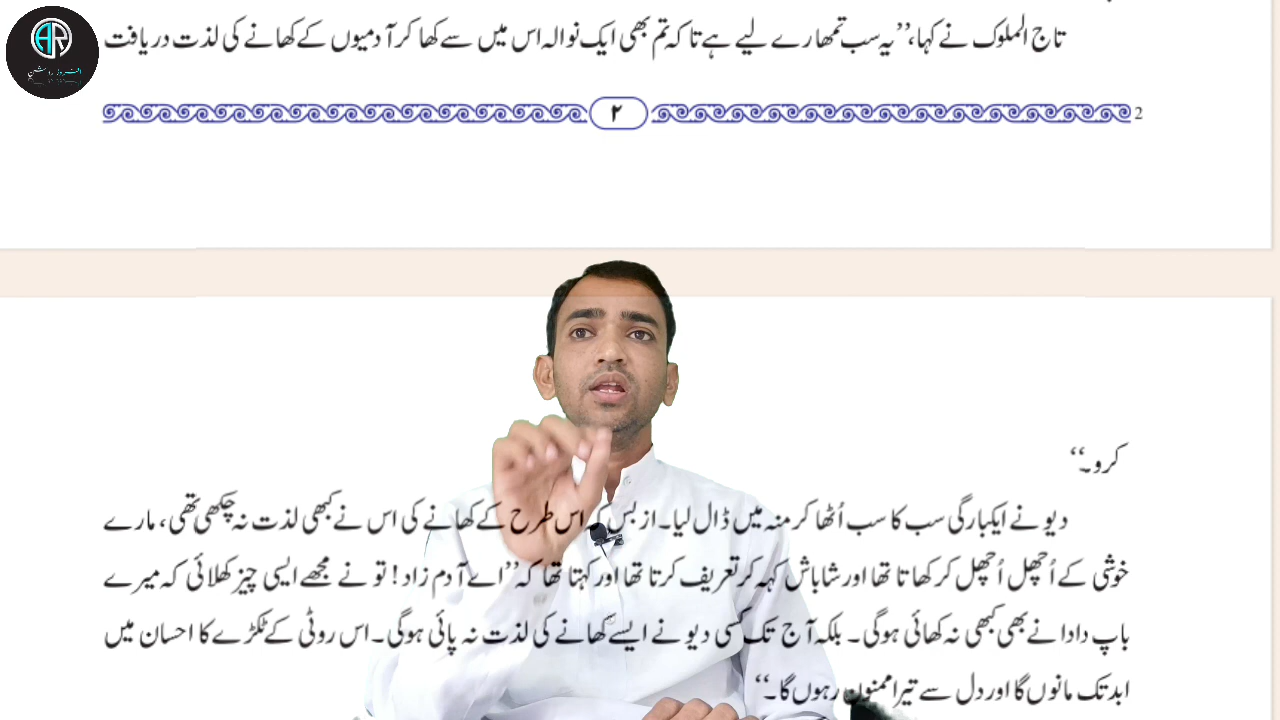 AR
افروز روشن
تاج الملوک نے کہا، ’’یہ سب تمھارے لیے ہے تاکہ تم بھی ایک نوالہ اس میں سے کھا کر آدمیوں کے کھانے کی لذت دریافت
۲
2
کرو۔‘‘
دیو نے ایکبارگی سب کا سب اُٹھا کر منہ میں ڈال لیا۔ از بس کہ اس طرح کے کھانے کی اس نے کبھی لذت نہ چکھی تھی، مارے
خوشی کے اُچھل اُچھل کر کھاتا تھا اور شاباش کہہ کر تعریف کرتا تھا اور کہتا تھا کہ ’’اے آدم زاد! تو نے مجھے ایسی چیز کھلائی کہ میرے
باپ دادا نے بھی کبھی نہ کھائی ہوگی۔ بلکہ آج تک کسی دیو نے ایسے کھانے کی لذت نہ پائی ہوگی۔ اس روٹی کے ٹکڑے کا احسان میں
ابد تک مانوں گا اور دل سے تیرا ممنون رہوں گا۔‘‘